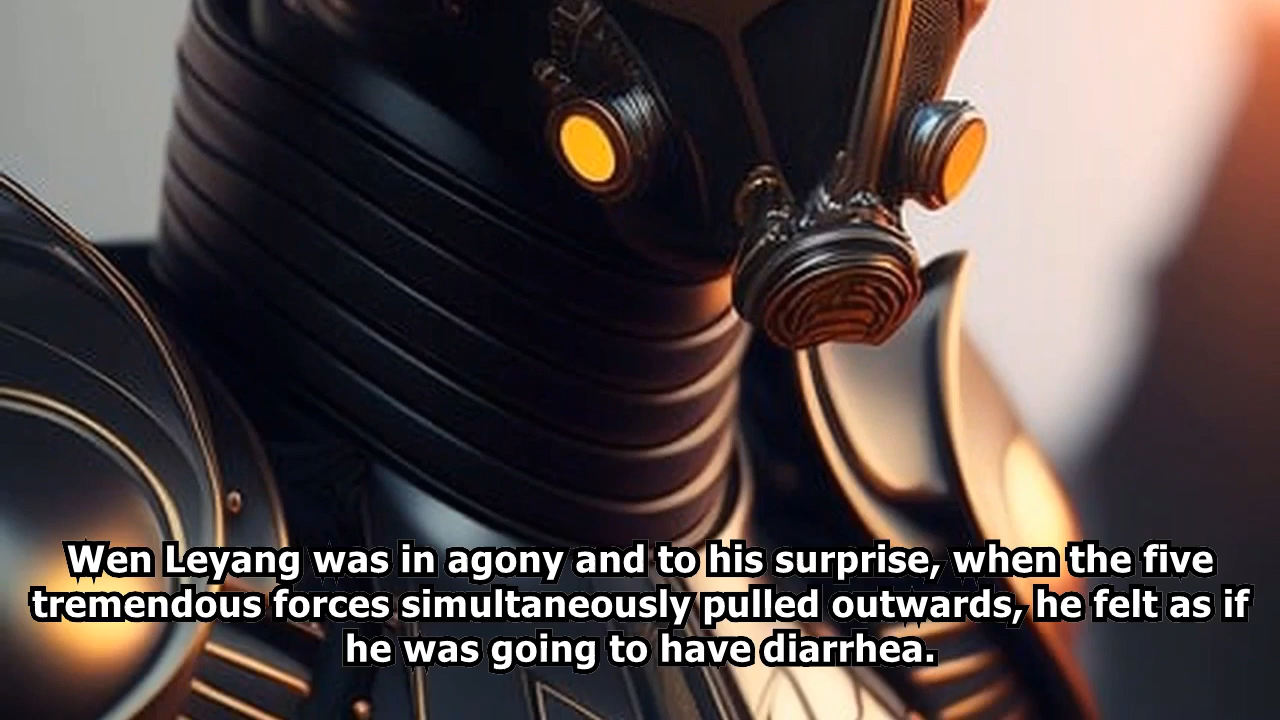 Wen Leyang was in agony and to his surprise, when the five
tremendous forces simultaneously pulled outwards, he felt as if
he was going to have diarrhea.